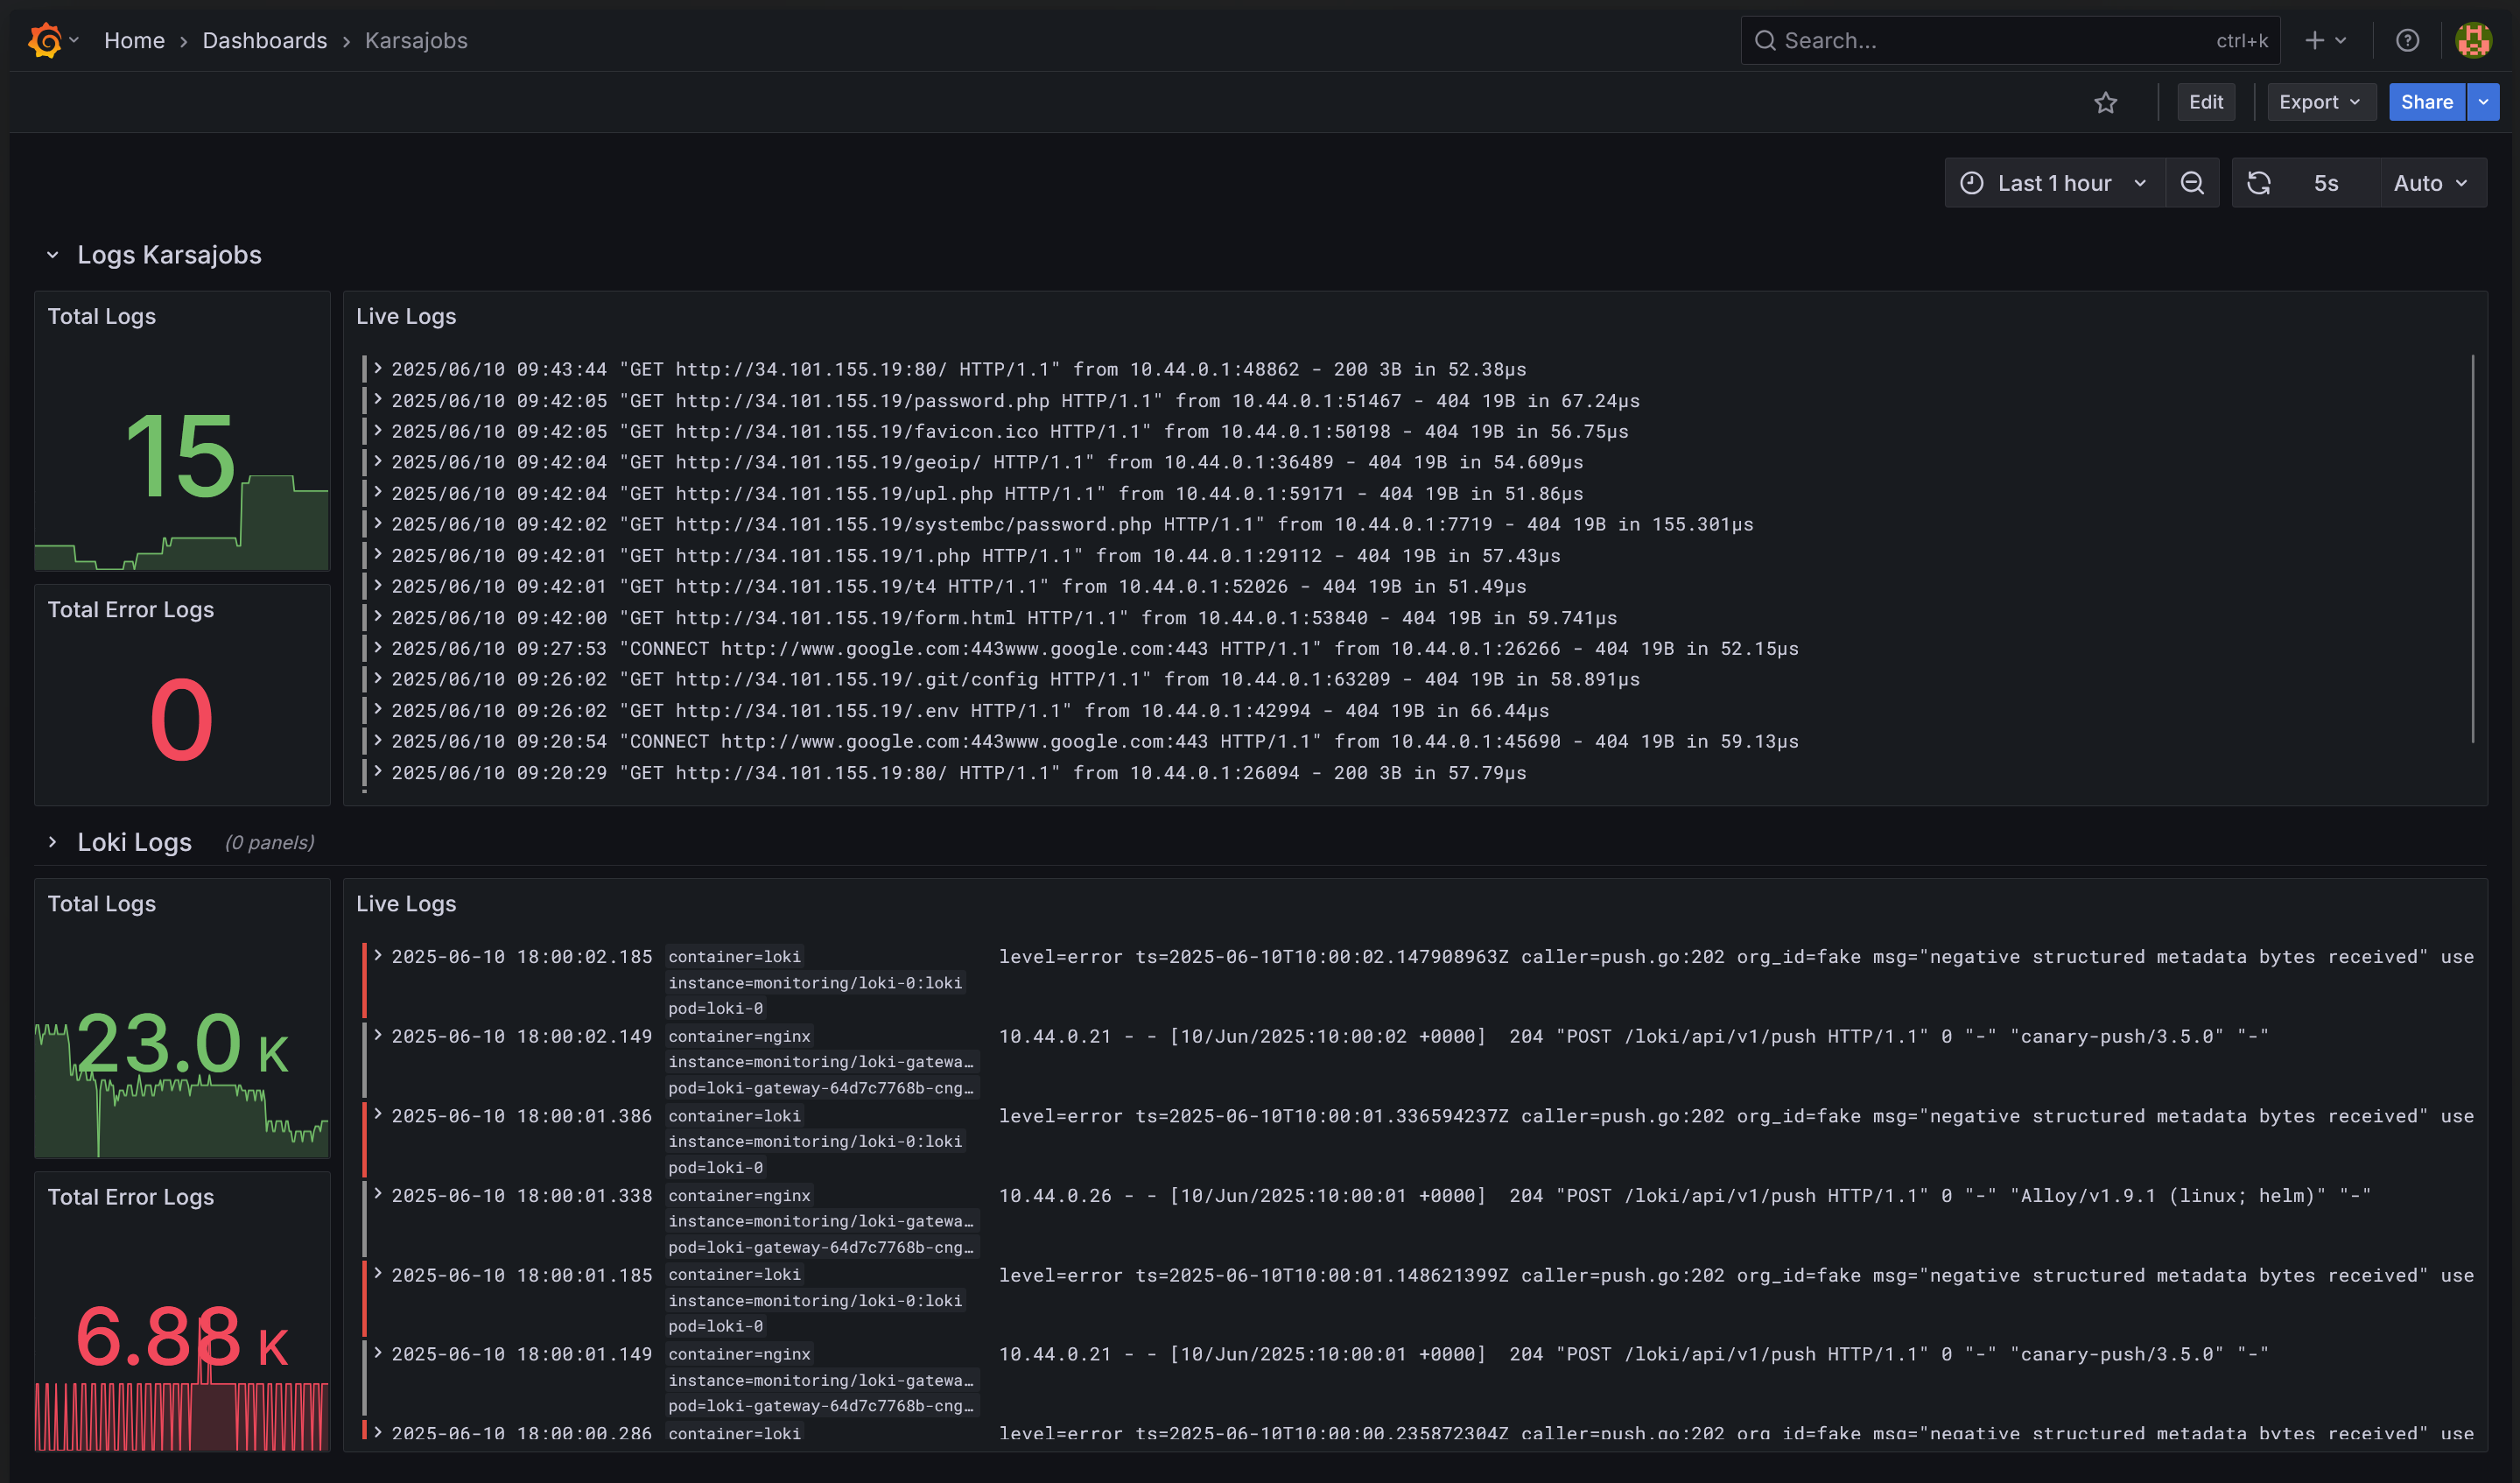 Home › Dashboards › Karsajobs
Search... ctrl+k
Edit Export Share
Last 1 hour 5s Auto
Logs Karsajobs
Total Logs
15
Total Error Logs
0
Live Logs
2025/06/10 09:43:44 "GET http://34.101.155.19:80/ HTTP/1.1" from 10.44.0.1:48862 - 200 3B in 52.38µs
2025/06/10 09:42:05 "GET http://34.101.155.19/password.php HTTP/1.1" from 10.44.0.1:51467 - 404 19B in 67.24µs
2025/06/10 09:42:05 "GET http://34.101.155.19/favicon.ico HTTP/1.1" from 10.44.0.1:50198 - 404 19B in 56.75µs
2025/06/10 09:42:04 "GET http://34.101.155.19/geoip/ HTTP/1.1" from 10.44.0.1:36489 - 404 19B in 54.609µs
2025/06/10 09:42:04 "GET http://34.101.155.19/upl.php HTTP/1.1" from 10.44.0.1:59171 - 404 19B in 51.86µs
2025/06/10 09:42:02 "GET http://34.101.155.19/systembc/password.php HTTP/1.1" from 10.44.0.1:7719 - 404 19B in 155.301µs
2025/06/10 09:42:01 "GET http://34.101.155.19/1.php HTTP/1.1" from 10.44.0.1:29112 - 404 19B in 57.43µs
2025/06/10 09:42:01 "GET http://34.101.155.19/t4 HTTP/1.1" from 10.44.0.1:52026 - 404 19B in 51.49µs
2025/06/10 09:42:00 "GET http://34.101.155.19/form.html HTTP/1.1" from 10.44.0.1:53840 - 404 19B in 59.741µs
2025/06/10 09:27:53 "CONNECT http://www.google.com:443www.google.com:443 HTTP/1.1" from 10.44.0.1:26266 - 404 19B in 52.15µs
2025/06/10 09:26:02 "GET http://34.101.155.19/.git/config HTTP/1.1" from 10.44.0.1:63209 - 404 19B in 58.891µs
2025/06/10 09:26:02 "GET http://34.101.155.19/.env HTTP/1.1" from 10.44.0.1:42994 - 404 19B in 66.44µs
2025/06/10 09:20:54 "CONNECT http://www.google.com:443www.google.com:443 HTTP/1.1" from 10.44.0.1:45690 - 404 19B in 59.13µs
2025/06/10 09:20:29 "GET http://34.101.155.19:80/ HTTP/1.1" from 10.44.0.1:26094 - 200 3B in 57.79µs
Loki Logs (0 panels)
Total Logs
23.0 K
Total Error Logs
6.88 K
Live Logs
2025-06-10 18:00:02.185 container=loki level=error ts=2025-06-10T10:00:02.147908963Z caller=push.go:202 org_id=fake msg="negative structured metadata bytes received" use
instance=monitoring/loki-0:loki
pod=loki-0
2025-06-10 18:00:02.149 container=nginx 10.44.0.21 - - [10/Jun/2025:10:00:02 +0000]  204 "POST /loki/api/v1/push HTTP/1.1" 0 "-" "canary-push/3.5.0" "-"
instance=monitoring/loki-gatewa…
pod=loki-gateway-64d7c7768b-cng…
2025-06-10 18:00:01.386 container=loki level=error ts=2025-06-10T10:00:01.336594237Z caller=push.go:202 org_id=fake msg="negative structured metadata bytes received" use
instance=monitoring/loki-0:loki
pod=loki-0
2025-06-10 18:00:01.338 container=nginx 10.44.0.26 - - [10/Jun/2025:10:00:01 +0000]  204 "POST /loki/api/v1/push HTTP/1.1" 0 "-" "Alloy/v1.9.1 (linux; helm)" "-"
instance=monitoring/loki-gatewa…
pod=loki-gateway-64d7c7768b-cng…
2025-06-10 18:00:01.185 container=loki level=error ts=2025-06-10T10:00:01.148621399Z caller=push.go:202 org_id=fake msg="negative structured metadata bytes received" use
instance=monitoring/loki-0:loki
pod=loki-0
2025-06-10 18:00:01.149 container=nginx 10.44.0.21 - - [10/Jun/2025:10:00:01 +0000]  204 "POST /loki/api/v1/push HTTP/1.1" 0 "-" "canary-push/3.5.0" "-"
instance=monitoring/loki-gatewa…
pod=loki-gateway-64d7c7768b-cng…
2025-06-10 18:00:00.286 container=loki level=error ts=2025-06-10T10:00:00.235872304Z caller=push.go:202 org_id=fake msg="negative structured metadata bytes received" use